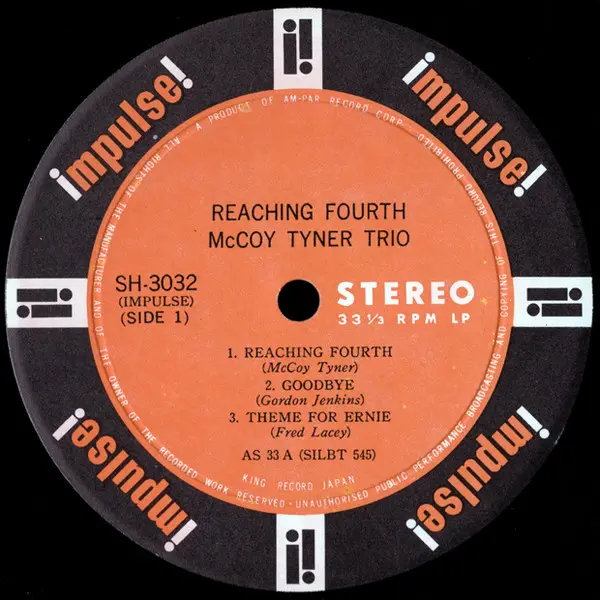 impulse!
impulse!
impulse!
impulse!
i!
i!
i!
i!
A PRODUCT OF AM-PAR RECORD CORP.
ALL RIGHTS OF THE MANUFACTURER AND OF THE OWNER OF THE RECORDED WORK RESERVED • UNAUTHORISED PUBLIC PERFORMANCE BROADCASTING AND COPYING OF THIS RECORD PROHIBITED
REACHING FOURTH
McCOY TYNER TRIO
SH-3032
(IMPULSE)
(SIDE 1)
STEREO
33⅓ RPM LP
1. REACHING FOURTH
(McCoy Tyner)
2. GOODBYE
(Gordon Jenkins)
3. THEME FOR ERNIE
(Fred Lacey)
AS 33 A (SILBT 545)
KING RECORD JAPAN